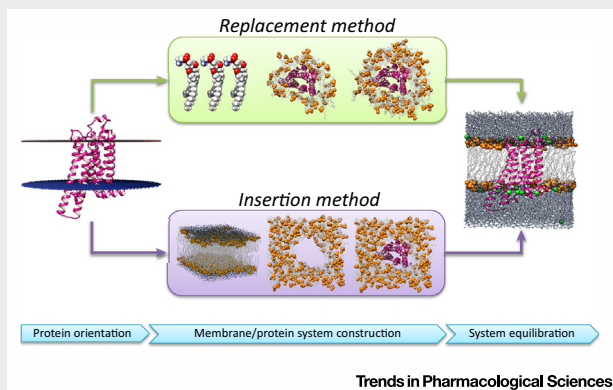 Replacement method
Insertion method
Protein orientation
Membrane/protein system construction
System equilibration
Trends in Pharmacological Sciences